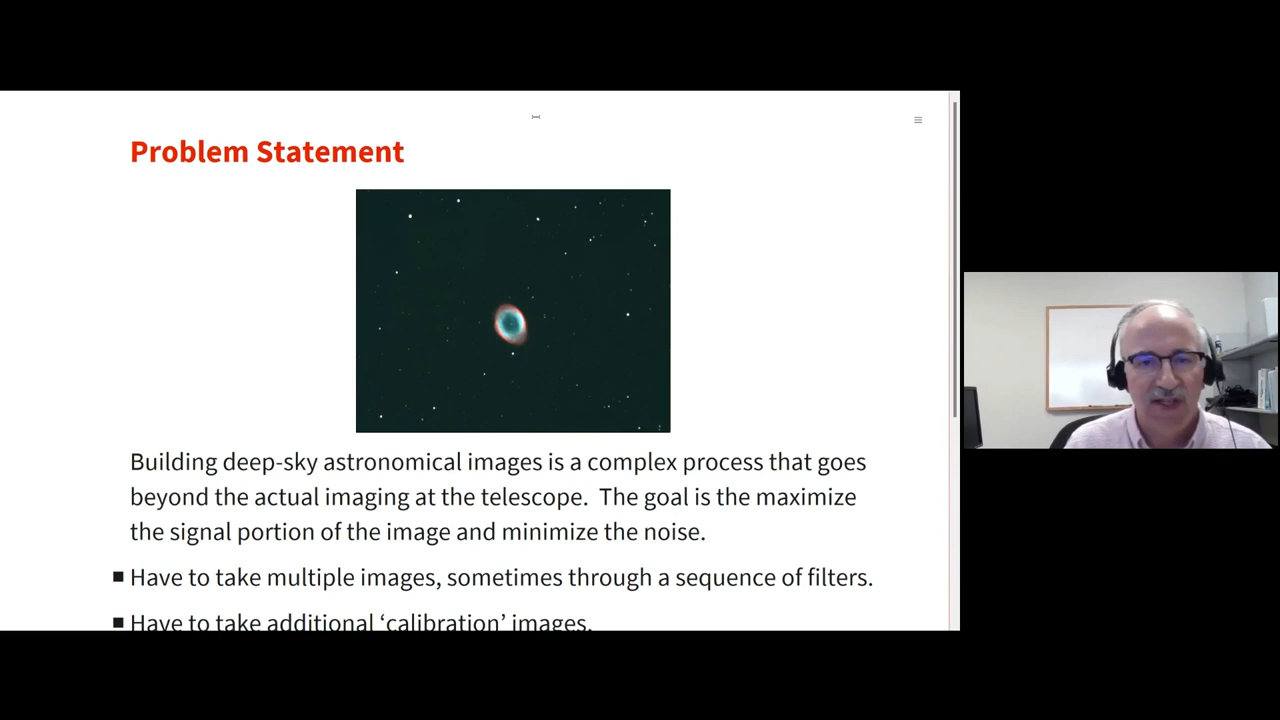 Problem Statement
Building deep-sky astronomical images is a complex process that goes
beyond the actual imaging at the telescope.  The goal is the maximize
the signal portion of the image and minimize the noise.
■ Have to take multiple images, sometimes through a sequence of filters.
■ Have to take additional ‘calibration’ images.